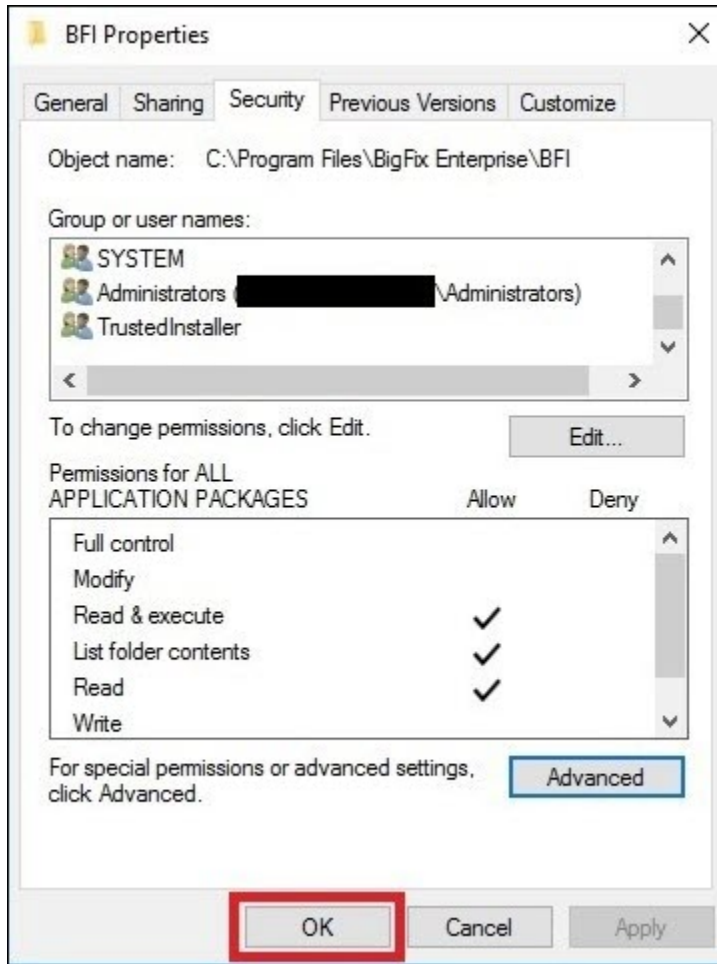 BFI Properties
General Sharing Security Previous Versions Customize
Object name: C:\Program Files\BigFix Enterprise\BFI
Group or user names:
SYSTEM
Administrators ( \Administrators)
TrustedInstaller
To change permissions, click Edit.
Edit...
Permissions for ALL
APPLICATION PACKAGES Allow Deny
Full control
Modify
Read & execute
List folder contents
Read
Write
For special permissions or advanced settings,
click Advanced.
Advanced
OK Cancel Apply